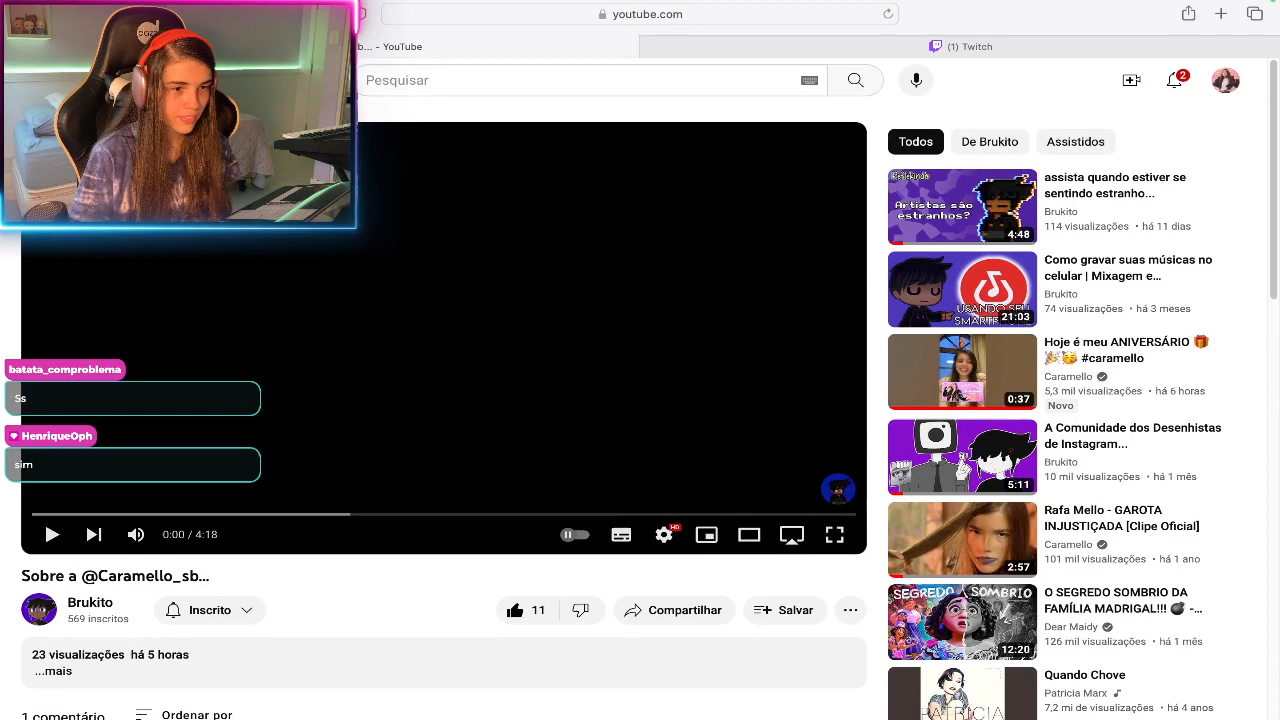 youtube.com
b... - YouTube
(1) Twitch
Pesquisar
2
Todos
De Brukito
Assistidos
Artistas são
estranhos?
4:48
assista quando estiver se
sentindo estranho...
Brukito
114 visualizações • há 11 dias
USANDO SEU
SMARTF
21:03
Como gravar suas músicas no
celular | Mixagem e...
Brukito
74 visualizações • há 3 meses
0:37
Hoje é meu ANIVERSÁRIO 🎁
🎉🥳 #caramello
Caramello
5,3 mil visualizações • há 6 horas
Novo
5:11
A Comunidade dos Desenhistas
de Instagram...
Brukito
10 mil visualizações • há 1 mês
2:57
Rafa Mello - GAROTA
INJUSTIÇADA [Clipe Oficial]
Caramello
101 mil visualizações • há 1 ano
SEGREDO SOMBRIO
12:20
O SEGREDO SOMBRIO DA
FAMÍLIA MADRIGAL!!! 💣 -...
Dear Maidy
126 mil visualizações • há 1 mês
PATRICIA
Quando Chove
Patricia Marx
7,2 mi de visualizações • há 4 anos
batata_comproblema
Ss
HenriqueOph
sim
0:00 / 4:18
HD
Sobre a @Caramello_sb...
Brukito
569 inscritos
Inscrito
11
Compartilhar
Salvar
23 visualizações há 5 horas
...mais
1 comentário
Ordenar por